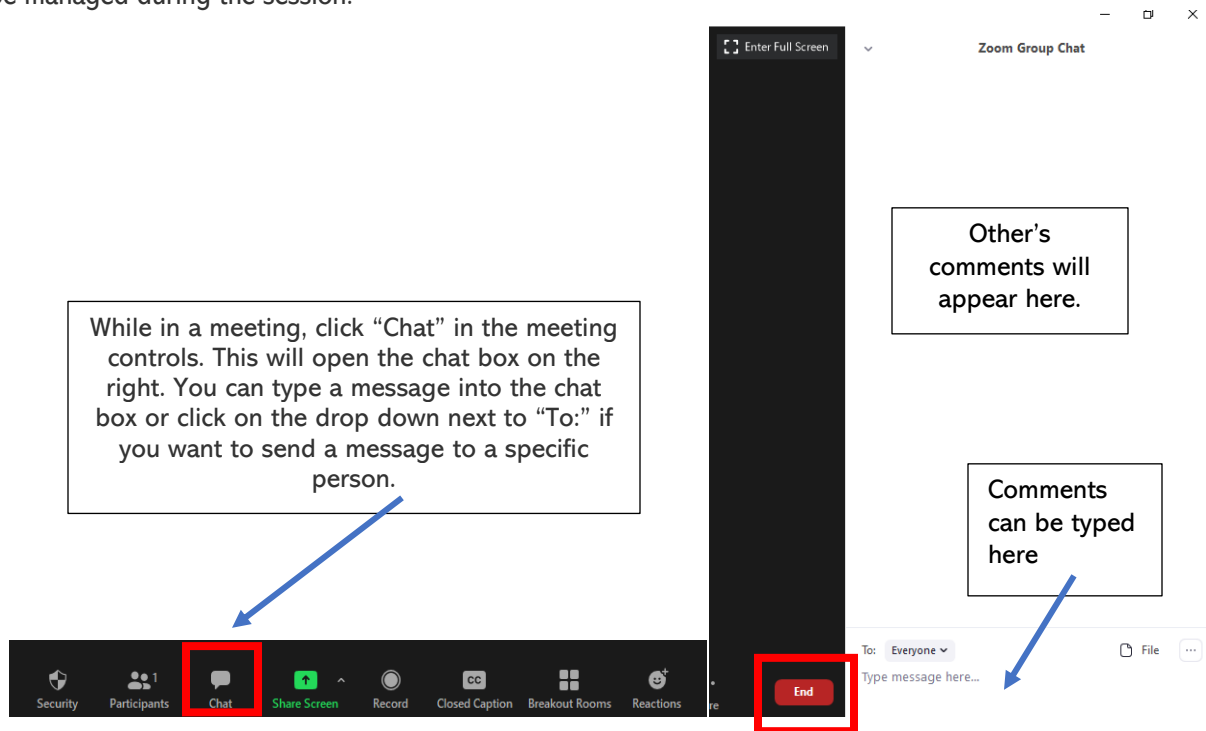 be managed during the session.
Enter Full Screen
Zoom Group Chat
Other’s
comments will
appear here.
While in a meeting, click “Chat” in the meeting
controls. This will open the chat box on the
right. You can type a message into the chat
box or click on the drop down next to “To:” if
you want to send a message to a specific
person.
Comments
can be typed
here
To: Everyone
File
Type message here...
1
Security Participants Chat Share Screen Record Closed Caption Breakout Rooms Reactions
CC
re
End